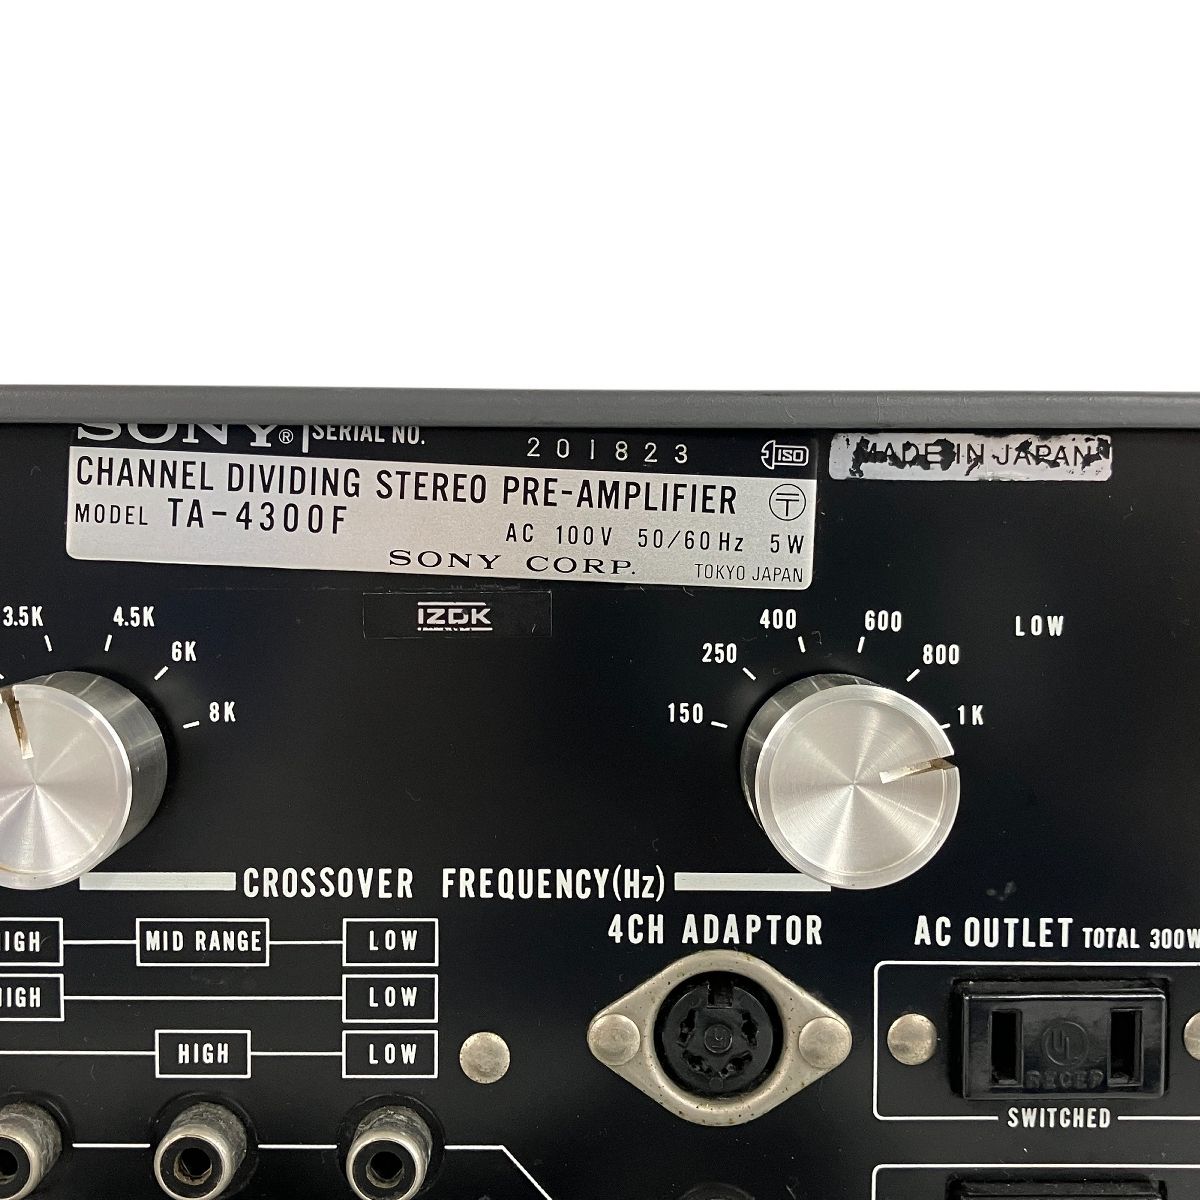 SONY® SERIAL NO. 201823 ISO
MADE IN JAPAN
CHANNEL DIVIDING STEREO PRE-AMPLIFIER
MODEL TA-4300F AC 100V 50/60Hz 5W
SONY CORP. TOKYO JAPAN
IZDK
3.5K 4.5K 6K 8K
150 250 400 600 800 1K
LOW
CROSSOVER FREQUENCY(Hz)
HIGH MID RANGE LOW
HIGH LOW
HIGH LOW
4CH ADAPTOR
AC OUTLET TOTAL 300W
UL
RECEP
SWITCHED